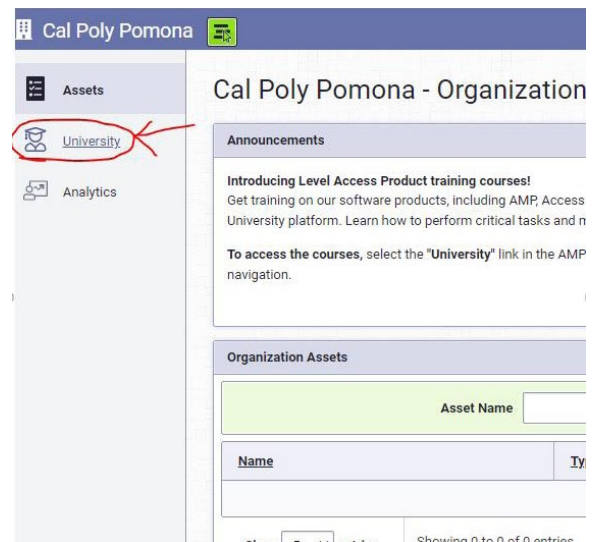 Cal Poly Pomona
Assets
University
Analytics
Cal Poly Pomona - Organization
Announcements
Introducing Level Access Product training courses!
Get training on our software products, including AMP, Access
University platform. Learn how to perform critical tasks and
To access the courses, select the "University" link in the AMP
navigation.
Organization Assets
Asset Name
Name
Showing 0 to 0 of 0 entries